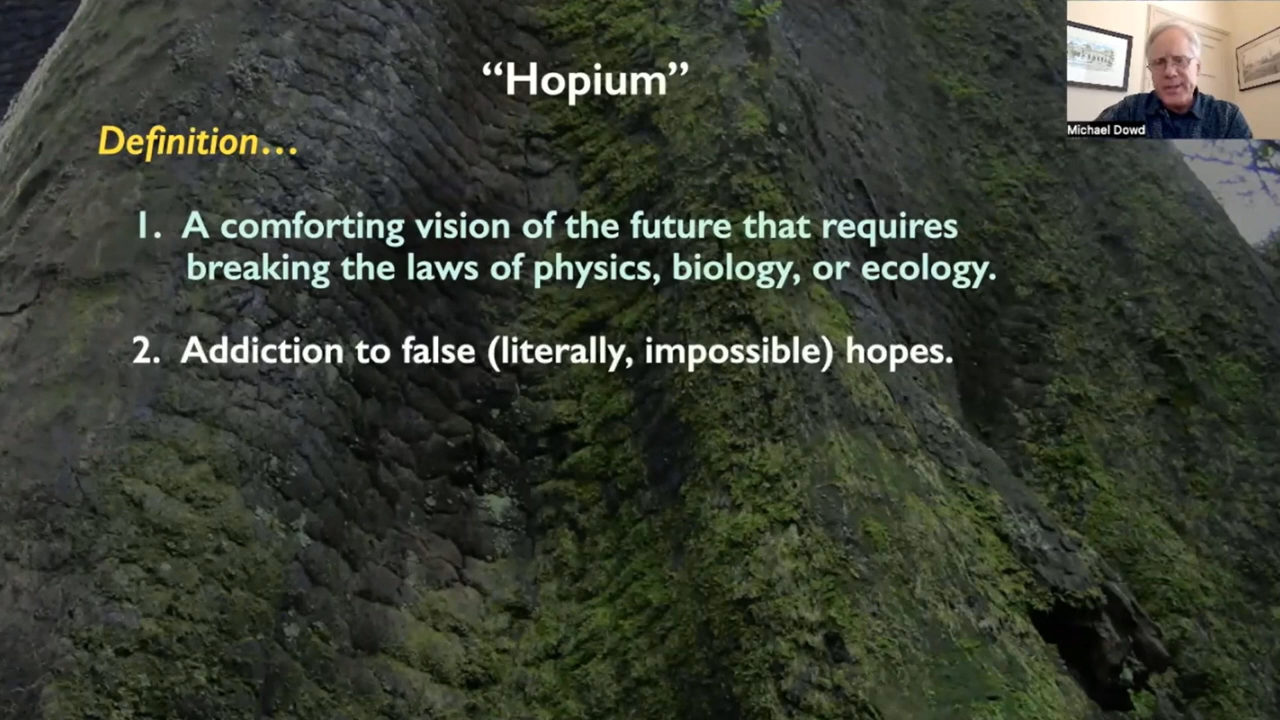 “Hopium”
Michael Dowd
Definition…
1. A comforting vision of the future that requires
breaking the laws of physics, biology, or ecology.
2. Addiction to false (literally, impossible) hopes.